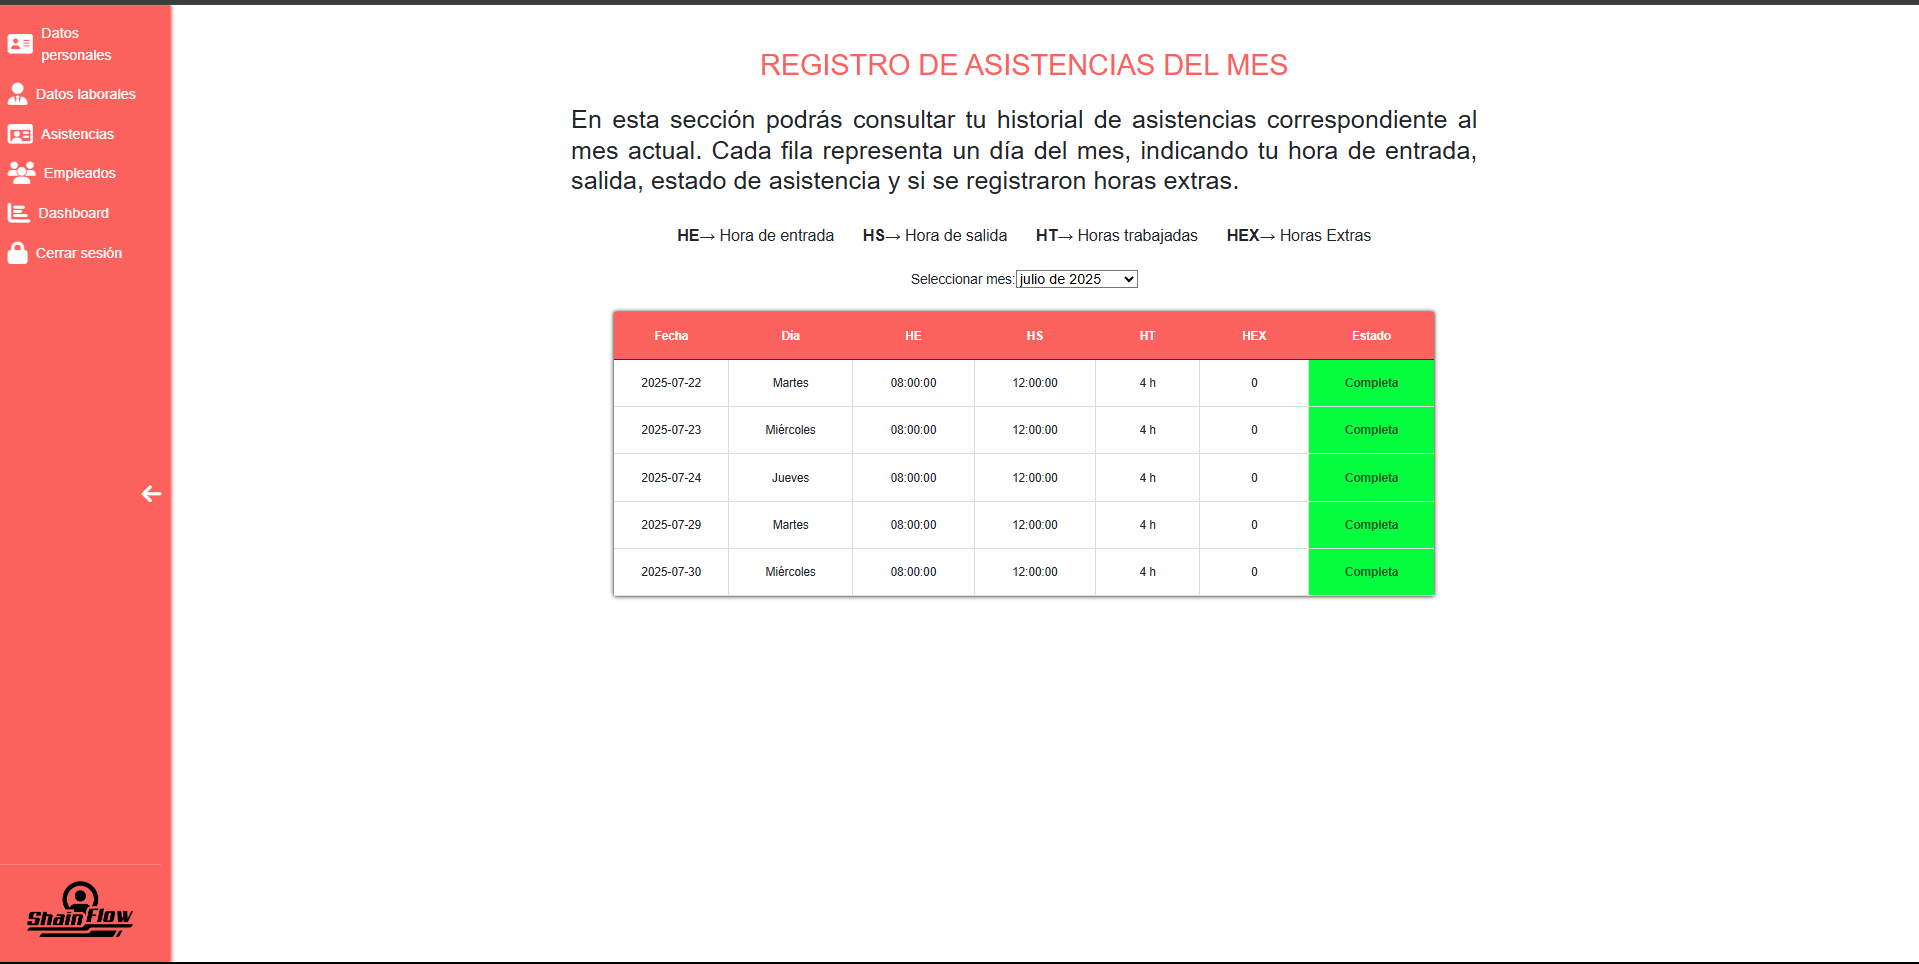 Datos
personales
Datos laborales
Asistencias
Empleados
Dashboard
Cerrar sesión
Shain Flow
REGISTRO DE ASISTENCIAS DEL MES
En esta sección podrás consultar tu historial de asistencias correspondiente al
mes actual. Cada fila representa un día del mes, indicando tu hora de entrada,
salida, estado de asistencia y si se registraron horas extras.
HE→ Hora de entrada HS→ Hora de salida HT→ Horas trabajadas HEX→ Horas Extras
Seleccionar mes: julio de 2025
Fecha Día HE HS HT HEX Estado
2025-07-22 Martes 08:00:00 12:00:00 4 h 0 Completa
2025-07-23 Miércoles 08:00:00 12:00:00 4 h 0 Completa
2025-07-24 Jueves 08:00:00 12:00:00 4 h 0 Completa
2025-07-29 Martes 08:00:00 12:00:00 4 h 0 Completa
2025-07-30 Miércoles 08:00:00 12:00:00 4 h 0 Completa